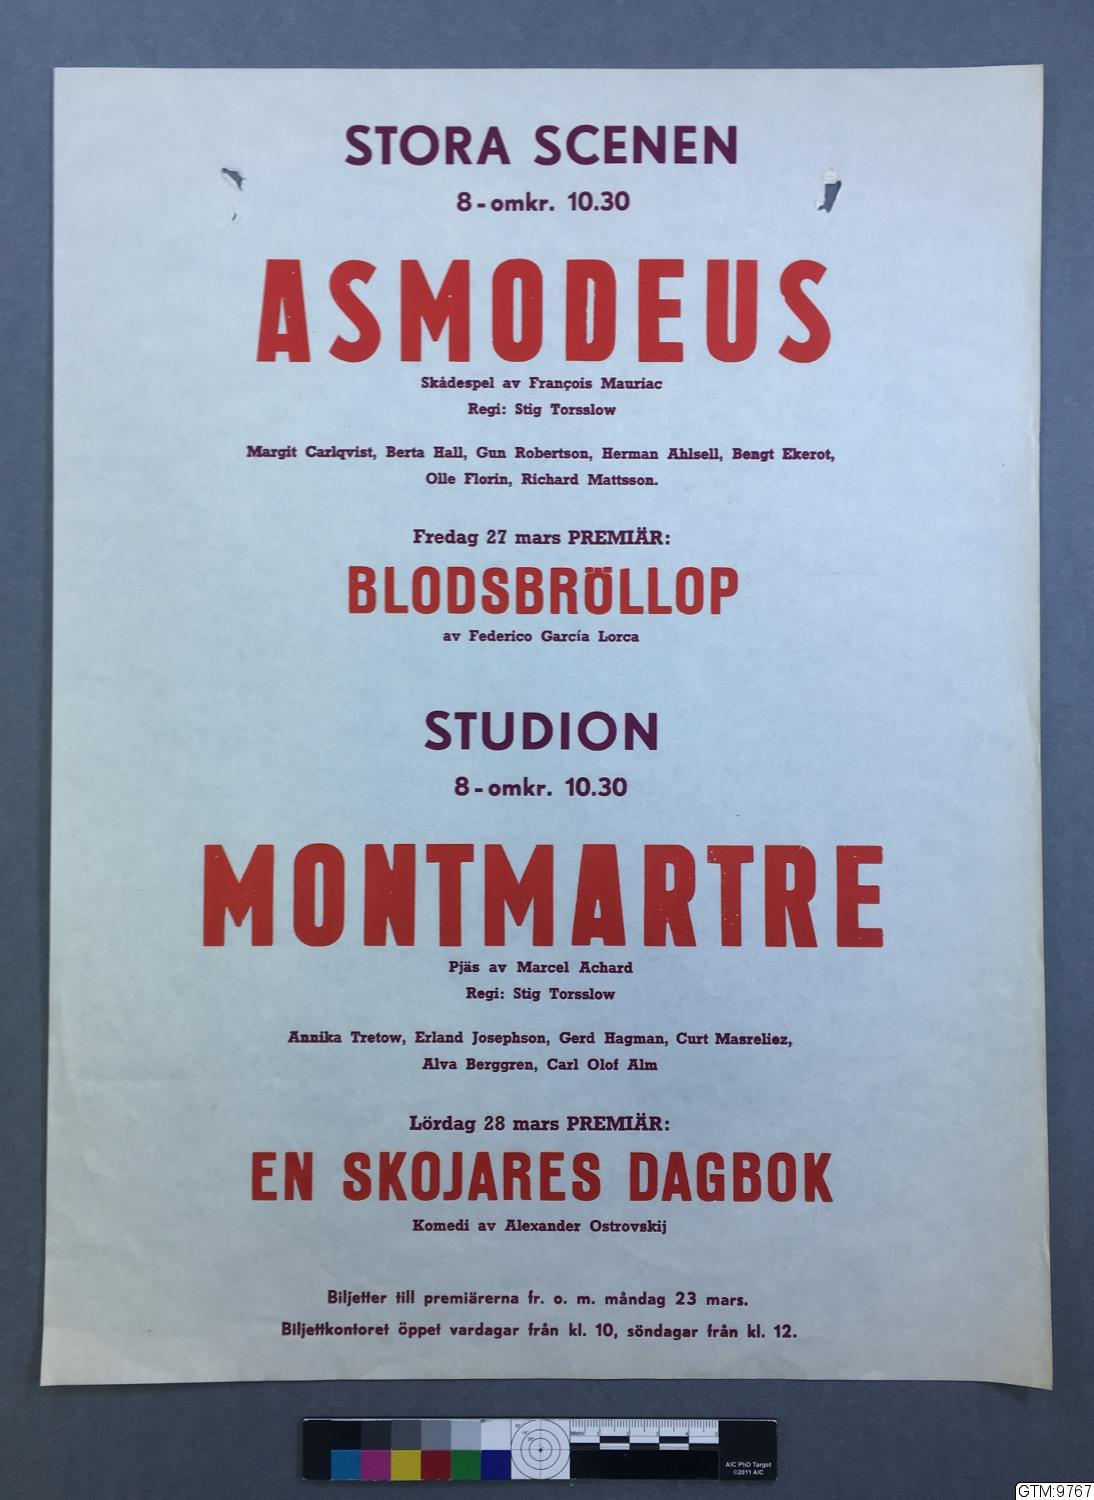 STORA SCENEN
8 - omkr. 10.30
ASMODEUS
Skådespel av François Mauriac
Regi: Stig Torsslow
Margit Carlqvist, Berta Hall, Gun Robertson, Herman Ahlsell, Bengt Ekerot,
Olle Florin, Richard Mattsson.
Fredag 27 mars PREMIÄR:
BLODSBRÖLLOP
av Federico García Lorca
STUDION
8 - omkr. 10.30
MONTMARTRE
Pjäs av Marcel Achard
Regi: Stig Torsslow
Annika Tretow, Erland Josephson, Gerd Hagman, Curt Masreliez,
Alva Berggren, Carl Olof Alm
Lördag 28 mars PREMIÄR:
EN SKOJARES DAGBOK
Komedi av Alexander Ostrovskij
Biljetter till premiärerna fr. o. m. måndag 23 mars.
Biljettkontoret öppet vardagar från kl. 10, söndagar från kl. 12.
AIC PhD Target
©2011 AIC
GTM:9767